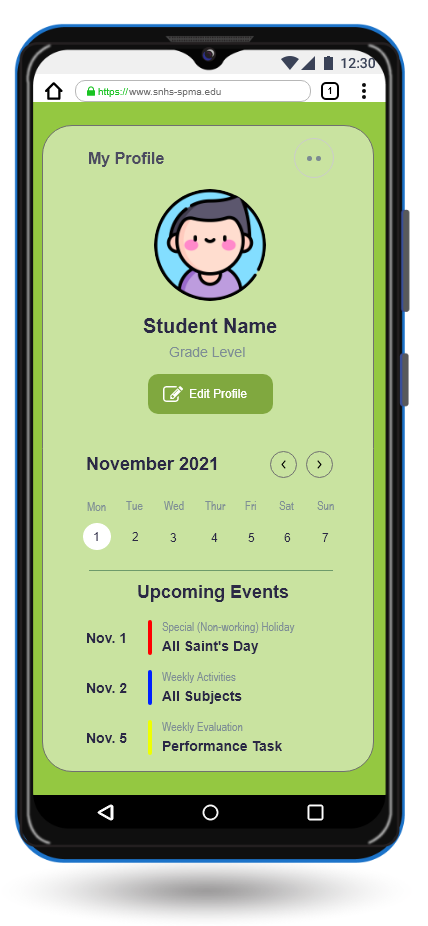 12:30
https://www.snhs-spma.edu
1
My Profile
Student Name
Grade Level
Edit Profile
November 2021
Mon Tue Wed Thur Fri Sat Sun
1 2 3 4 5 6 7
Upcoming Events
Special (Non-working) Holiday
Nov. 1 All Saint's Day
Weekly Activities
Nov. 2 All Subjects
Weekly Evaluation
Nov. 5 Performance Task